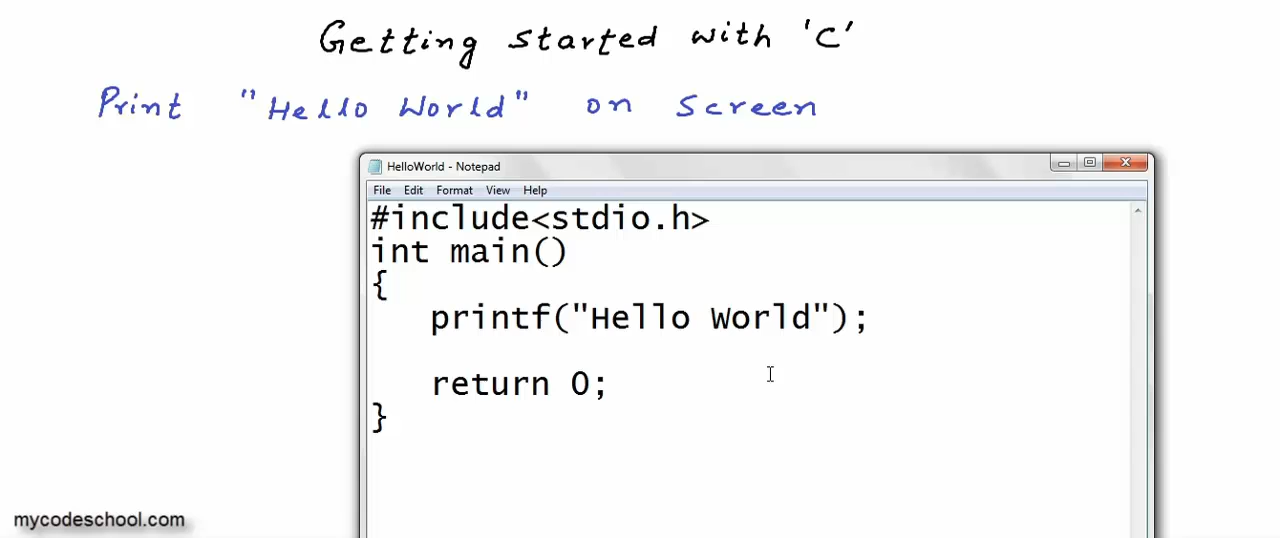 Getting started with 'C'
Print "Hello World" on Screen
HelloWorld - Notepad
File Edit Format View Help
#include<stdio.h>
int main()
{
printf("Hello World");
return 0;
}
mycodeschool.com